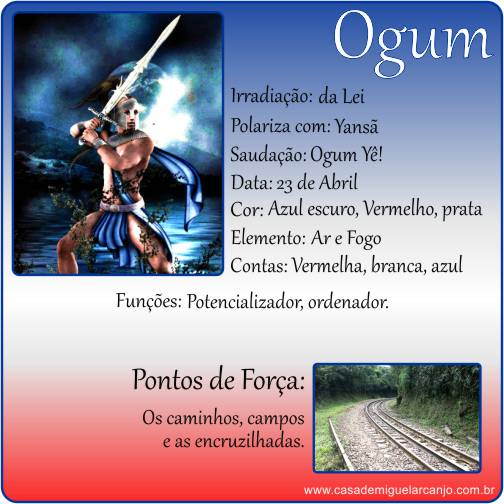 Ogum
Irradiação: da Lei
Polariza com: Yansã
Saudação: Ogum Yê!
Data: 23 de Abril
Cor: Azul escuro, Vermelho, prata
Elemento: Ar e Fogo
Contas: Vermelha, branca, azul
Funções: Potencializador, ordenador.
Pontos de Força:
Os caminhos, campos
e as encruzilhadas.
www.casademiguelarcanjo.com.br